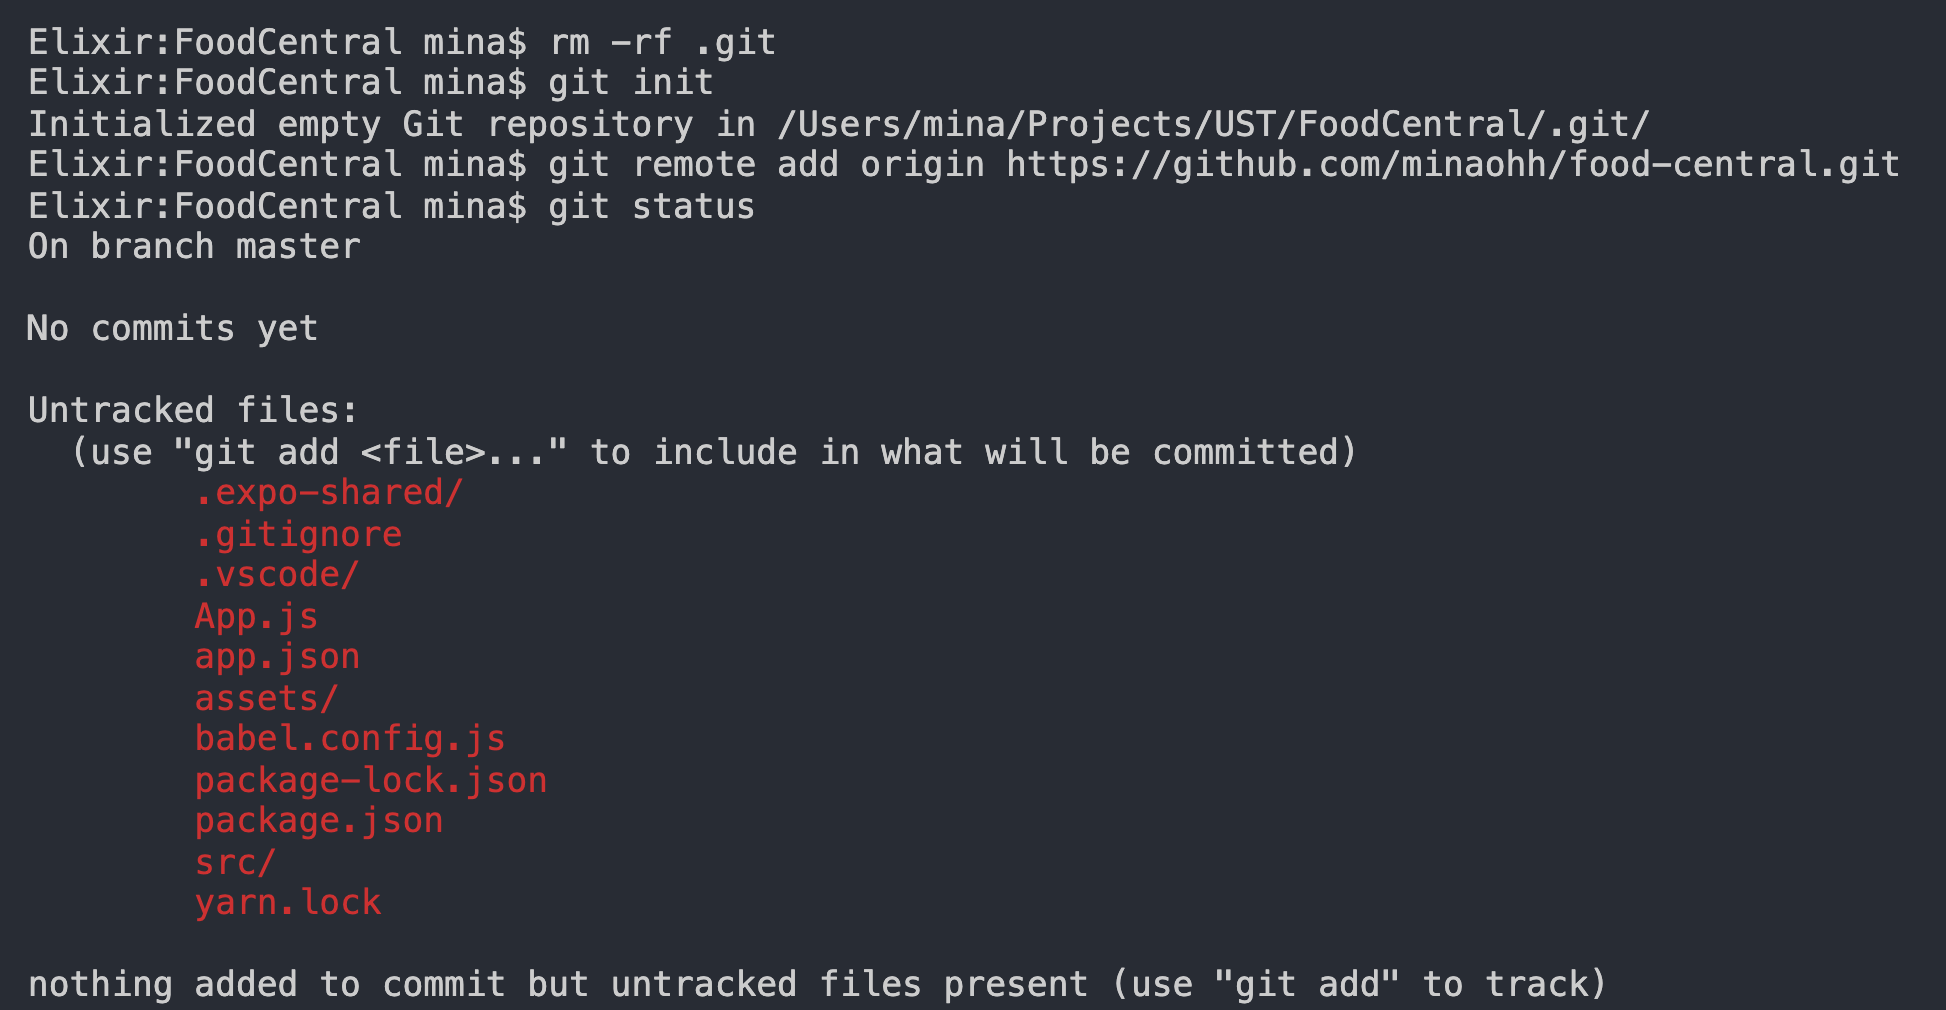 Elixir:FoodCentral mina$ rm -rf .git
Elixir:FoodCentral mina$ git init
Initialized empty Git repository in /Users/mina/Projects/UST/FoodCentral/.git/
Elixir:FoodCentral mina$ git remote add origin https://github.com/minaohh/food-central.git
Elixir:FoodCentral mina$ git status
On branch master

No commits yet

Untracked files:
  (use "git add <file>..." to include in what will be committed)
        .expo-shared/
        .gitignore
        .vscode/
        App.js
        app.json
        assets/
        babel.config.js
        package-lock.json
        package.json
        src/
        yarn.lock

nothing added to commit but untracked files present (use "git add" to track)